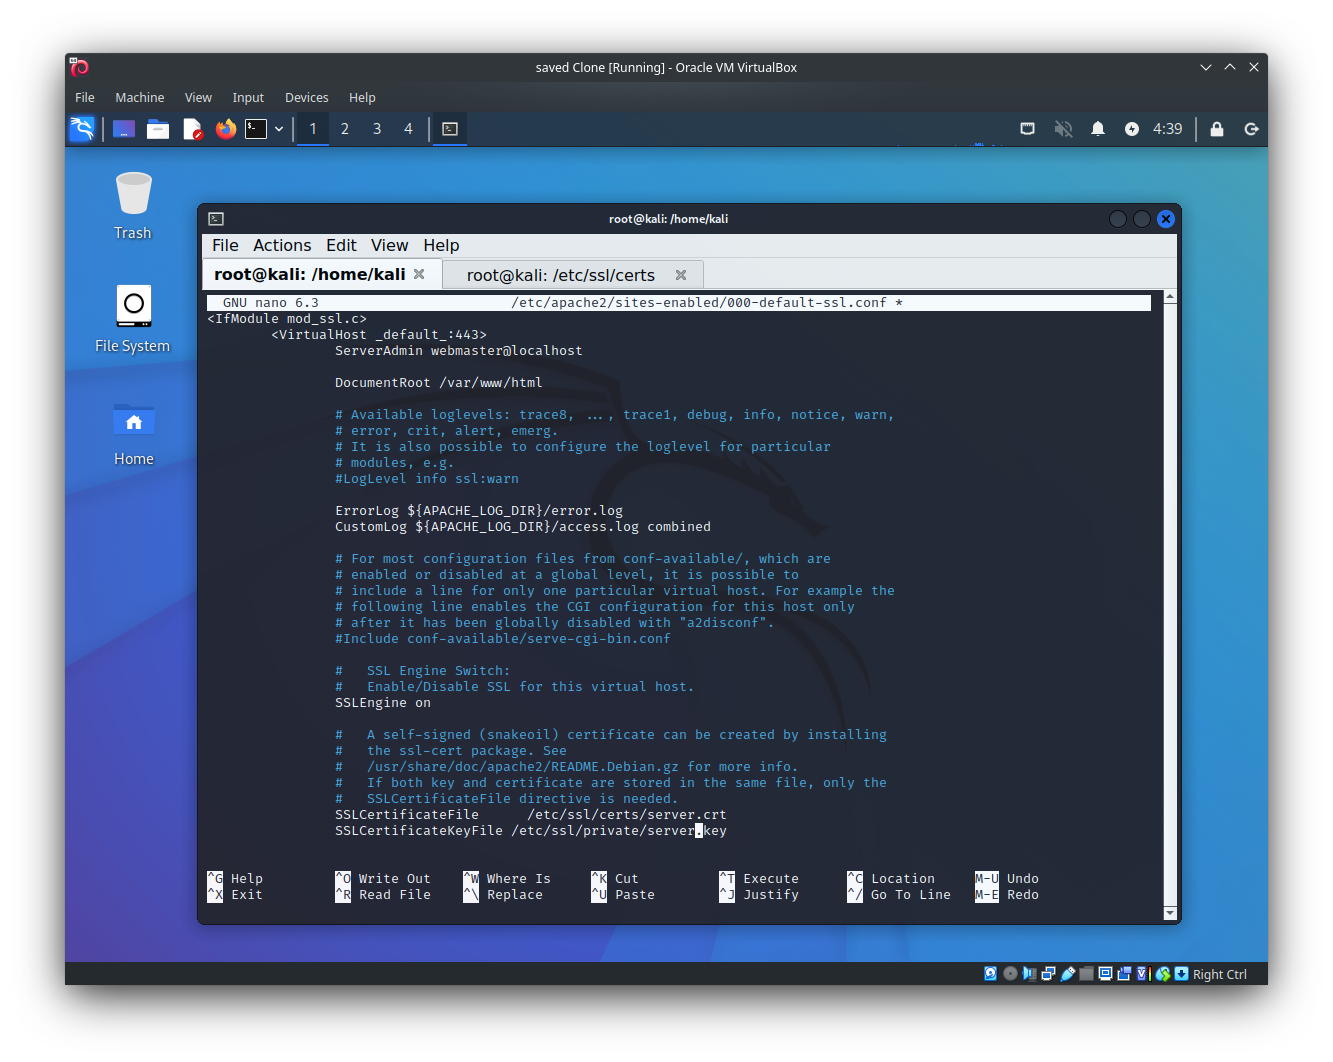 saved Clone [Running] - Oracle VM VirtualBox
File Machine View Input Devices Help
1 2 3 4 4:39
Trash
File System
Home
root@kali: /home/kali
File Actions Edit View Help
root@kali: /home/kali root@kali: /etc/ssl/certs
GNU nano 6.3 /etc/apache2/sites-enabled/000-default-ssl.conf *
<IfModule mod_ssl.c>
<VirtualHost _default_:443>
ServerAdmin webmaster@localhost
DocumentRoot /var/www/html
# Available loglevels: trace8, ..., trace1, debug, info, notice, warn,
# error, crit, alert, emerg.
# It is also possible to configure the loglevel for particular
# modules, e.g.
#LogLevel info ssl:warn
ErrorLog ${APACHE_LOG_DIR}/error.log
CustomLog ${APACHE_LOG_DIR}/access.log combined
# For most configuration files from conf-available/, which are
# enabled or disabled at a global level, it is possible to
# include a line for only one particular virtual host. For example the
# following line enables the CGI configuration for this host only
# after it has been globally disabled with "a2disconf".
#Include conf-available/serve-cgi-bin.conf
# SSL Engine Switch:
# Enable/Disable SSL for this virtual host.
SSLEngine on
# A self-signed (snakeoil) certificate can be created by installing
# the ssl-cert package. See
# /usr/share/doc/apache2/README.Debian.gz for more info.
# If both key and certificate are stored in the same file, only the
# SSLCertificateFile directive is needed.
SSLCertificateFile /etc/ssl/certs/server.crt
SSLCertificateKeyFile /etc/ssl/private/server.key
^G Help ^O Write Out ^W Where Is ^K Cut ^T Execute ^C Location M-U Undo
^X Exit ^R Read File ^\ Replace ^U Paste ^J Justify ^/ Go To Line M-E Redo
Right Ctrl